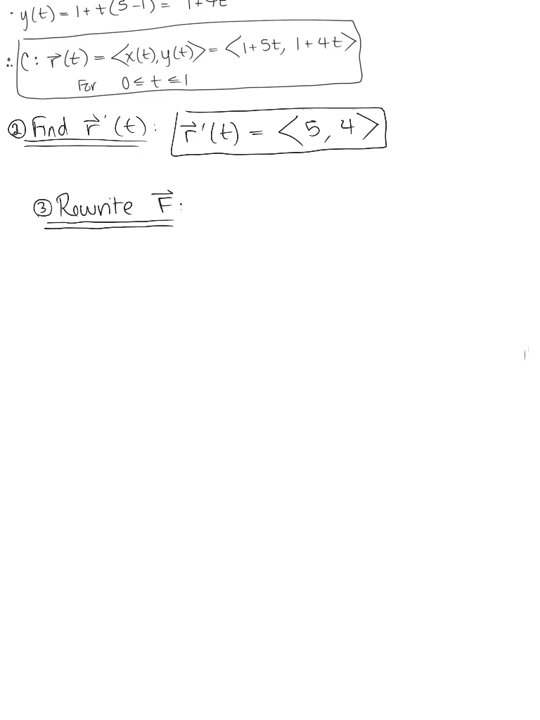 · y(t) = 1 + t(5-1) = 1+4t
∴ C: r⃗(t) = <x(t), y(t)> = <1+5t, 1+4t>
For 0 ≤ t ≤ 1
② Find r⃗'(t): r⃗'(t) = <5, 4>
③ Rewrite F⃗: